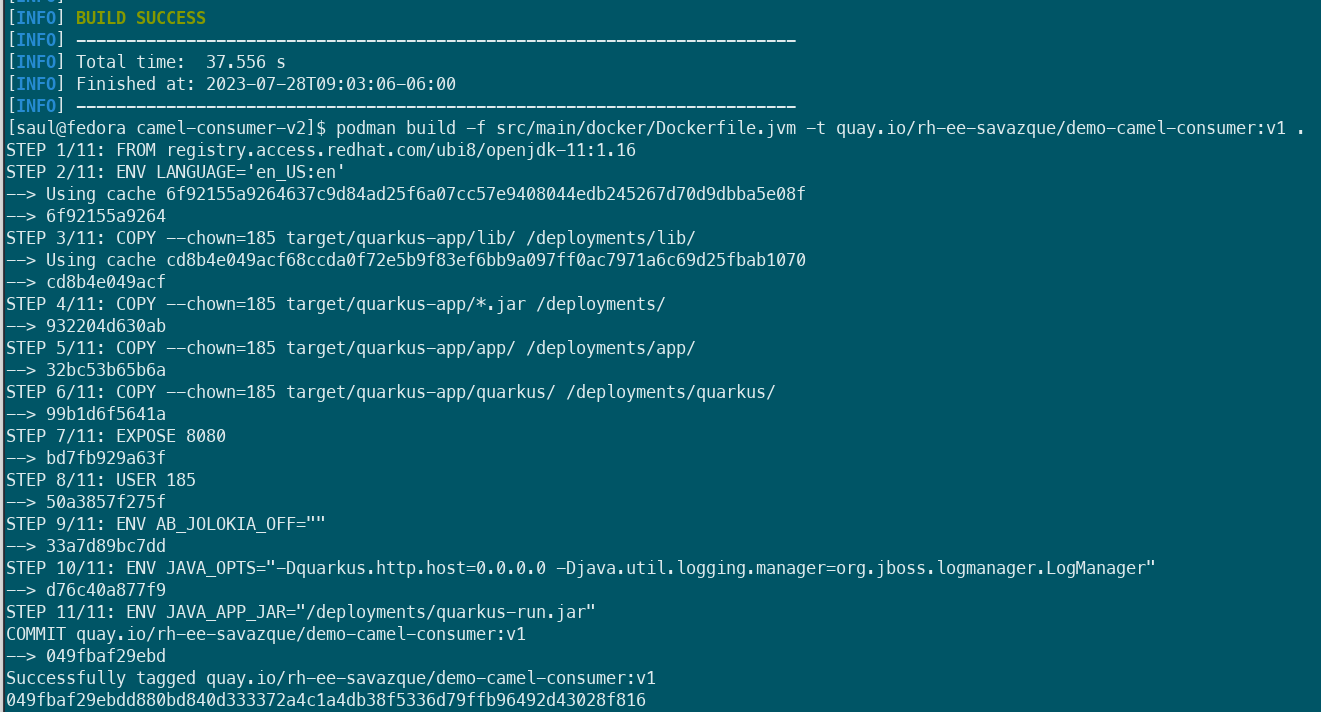 [INFO] BUILD SUCCESS
[INFO] ------------------------------------------------------------------------
[INFO] Total time:  37.556 s
[INFO] Finished at: 2023-07-28T09:03:06-06:00
[INFO] ------------------------------------------------------------------------
[saul@fedora camel-consumer-v2]$ podman build -f src/main/docker/Dockerfile.jvm -t quay.io/rh-ee-savazque/demo-camel-consumer:v1 .
STEP 1/11: FROM registry.access.redhat.com/ubi8/openjdk-11:1.16
STEP 2/11: ENV LANGUAGE='en_US:en'
--> Using cache 6f92155a9264637c9d84ad25f6a07cc57e9408044edb245267d70d9dbba5e08f
--> 6f92155a9264
STEP 3/11: COPY --chown=185 target/quarkus-app/lib/ /deployments/lib/
--> Using cache cd8b4e049acf68ccda0f72e5b9f83ef6bb9a097ff0ac7971a6c69d25fbab1070
--> cd8b4e049acf
STEP 4/11: COPY --chown=185 target/quarkus-app/*.jar /deployments/
--> 932204d630ab
STEP 5/11: COPY --chown=185 target/quarkus-app/app/ /deployments/app/
--> 32bc53b65b6a
STEP 6/11: COPY --chown=185 target/quarkus-app/quarkus/ /deployments/quarkus/
--> 99b1d6f5641a
STEP 7/11: EXPOSE 8080
--> bd7fb929a63f
STEP 8/11: USER 185
--> 50a3857f275f
STEP 9/11: ENV AB_JOLOKIA_OFF=""
--> 33a7d89bc7dd
STEP 10/11: ENV JAVA_OPTS="-Dquarkus.http.host=0.0.0.0 -Djava.util.logging.manager=org.jboss.logmanager.LogManager"
--> d76c40a877f9
STEP 11/11: ENV JAVA_APP_JAR="/deployments/quarkus-run.jar"
COMMIT quay.io/rh-ee-savazque/demo-camel-consumer:v1
--> 049fbaf29ebd
Successfully tagged quay.io/rh-ee-savazque/demo-camel-consumer:v1
049fbaf29ebdd880bd840d333372a4c1a4db38f5336d79ffb96492d43028f816